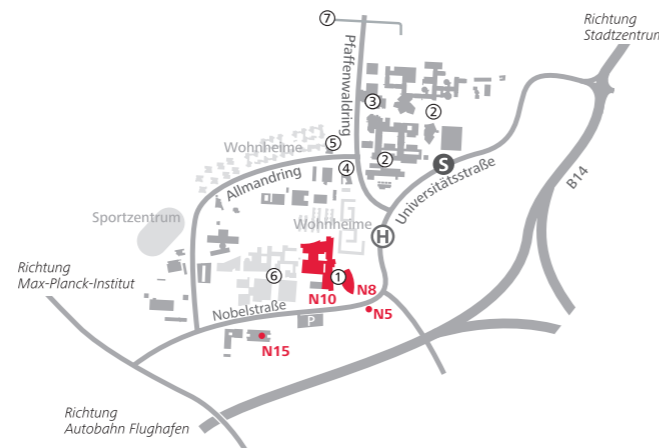 Richtung
Stadtzentrum
⑦
Pfaffenwaldring
③
②
⑤
Wohnheime
②
④
S
Allmandring
Universitätsstraße
B14
Sportzentrum
Wohnheime
H
Richtung
Max-Planck-Institut
⑥
①
N8
N10
Nobelstraße
N5
P
N15
Richtung
Autobahn Flughafen